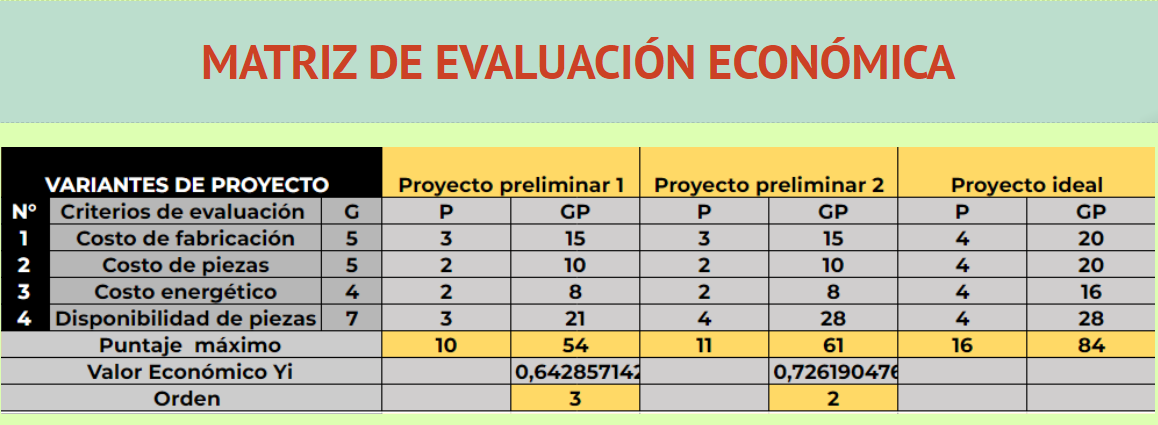 MATRIZ DE EVALUACIÓN ECONÓMICA
VARIANTES DE PROYECTO Proyecto preliminar 1 Proyecto preliminar 2 Proyecto ideal
N° Criterios de evaluación G P GP P GP P GP
1 Costo de fabricación 5 3 15 3 15 4 20
2 Costo de piezas 5 2 10 2 10 4 20
3 Costo energético 4 2 8 2 8 4 16
4 Disponibilidad de piezas 7 3 21 4 28 4 28
Puntaje máximo 10 54 11 61 16 84
Valor Económico Yi 0,642857142 0,726190476
Orden 3 2